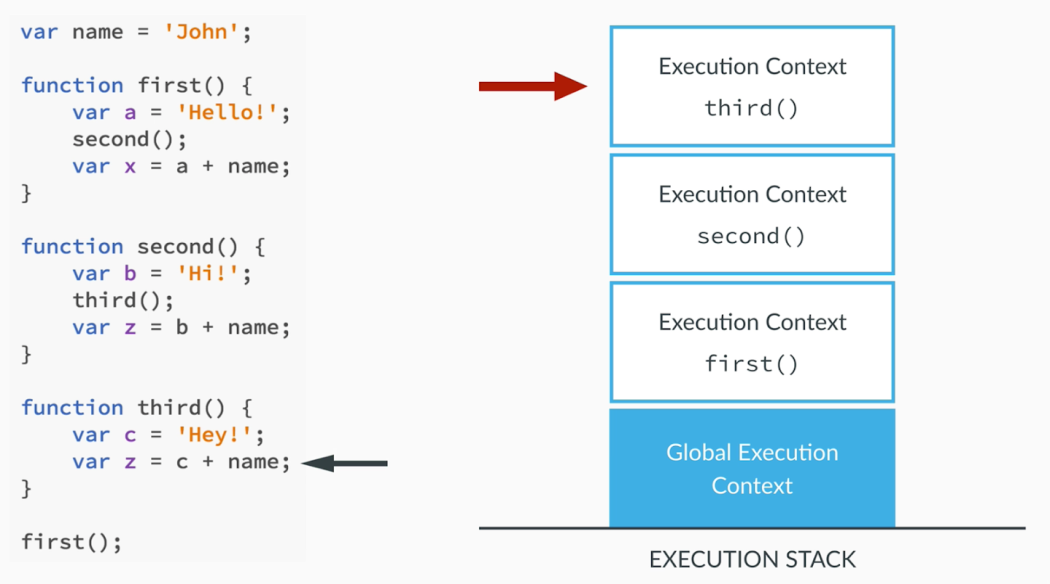 var name = 'John';
function first() {
    var a = 'Hello!';
    second();
    var x = a + name;
}
function second() {
    var b = 'Hi!';
    third();
    var z = b + name;
}
function third() {
    var c = 'Hey!';
    var z = c + name;
}
first();
Execution Context
third()
Execution Context
second()
Execution Context
first()
Global Execution
Context
EXECUTION STACK